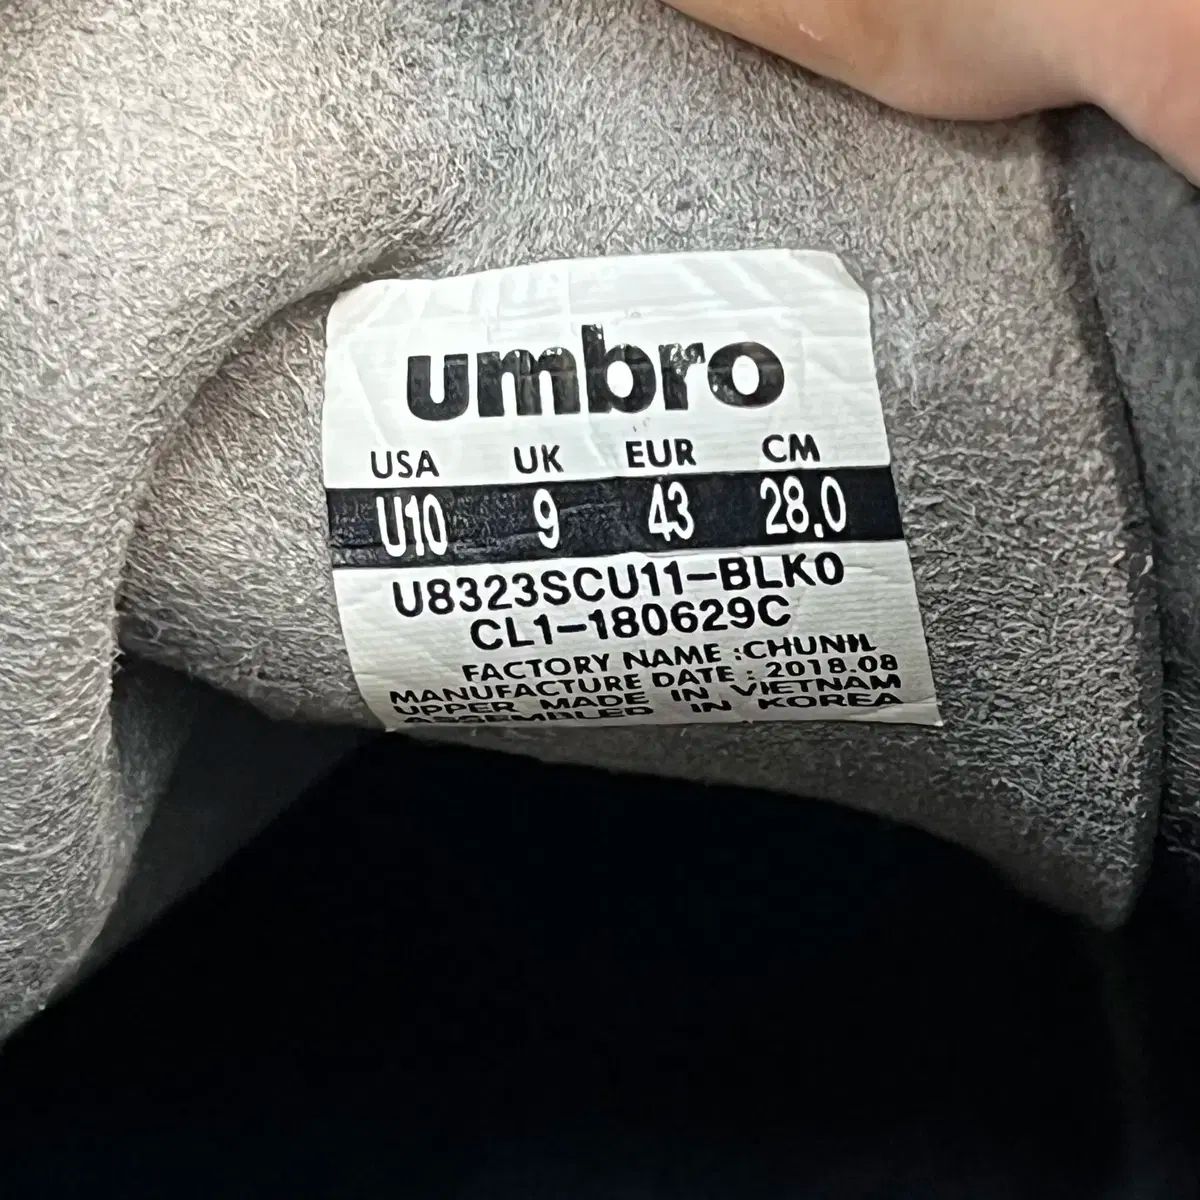 umbro
USA UK EUR CM
U10 9 43 28.0
U8323SCU11-BLK0
CL1-180629C
FACTORY NAME :CHUNIL
MANUFACTURE DATE : 2018.08
UPPER MADE IN VIETNAM
ASSEMBLED IN KOREA